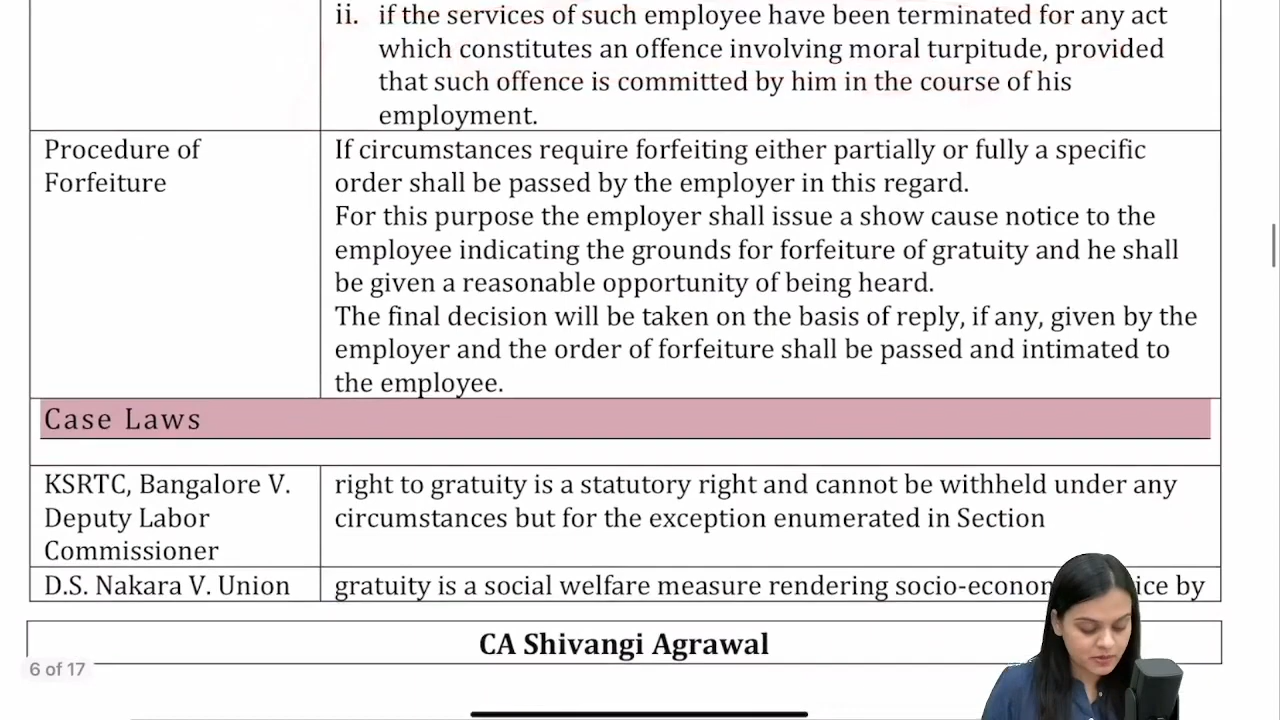 ii. if the services of such employee have been terminated for any act
which constitutes an offence involving moral turpitude, provided
that such offence is committed by him in the course of his
employment.
Procedure of
Forfeiture
If circumstances require forfeiting either partially or fully a specific
order shall be passed by the employer in this regard.
For this purpose the employer shall issue a show cause notice to the
employee indicating the grounds for forfeiture of gratuity and he shall
be given a reasonable opportunity of being heard.
The final decision will be taken on the basis of reply, if any, given by the
employer and the order of forfeiture shall be passed and intimated to
the employee.
Case Laws
KSRTC, Bangalore V.
Deputy Labor
Commissioner
right to gratuity is a statutory right and cannot be withheld under any
circumstances but for the exception enumerated in Section
D.S. Nakara V. Union
gratuity is a social welfare measure rendering by
CA Shivangi Agrawal
6 of 17